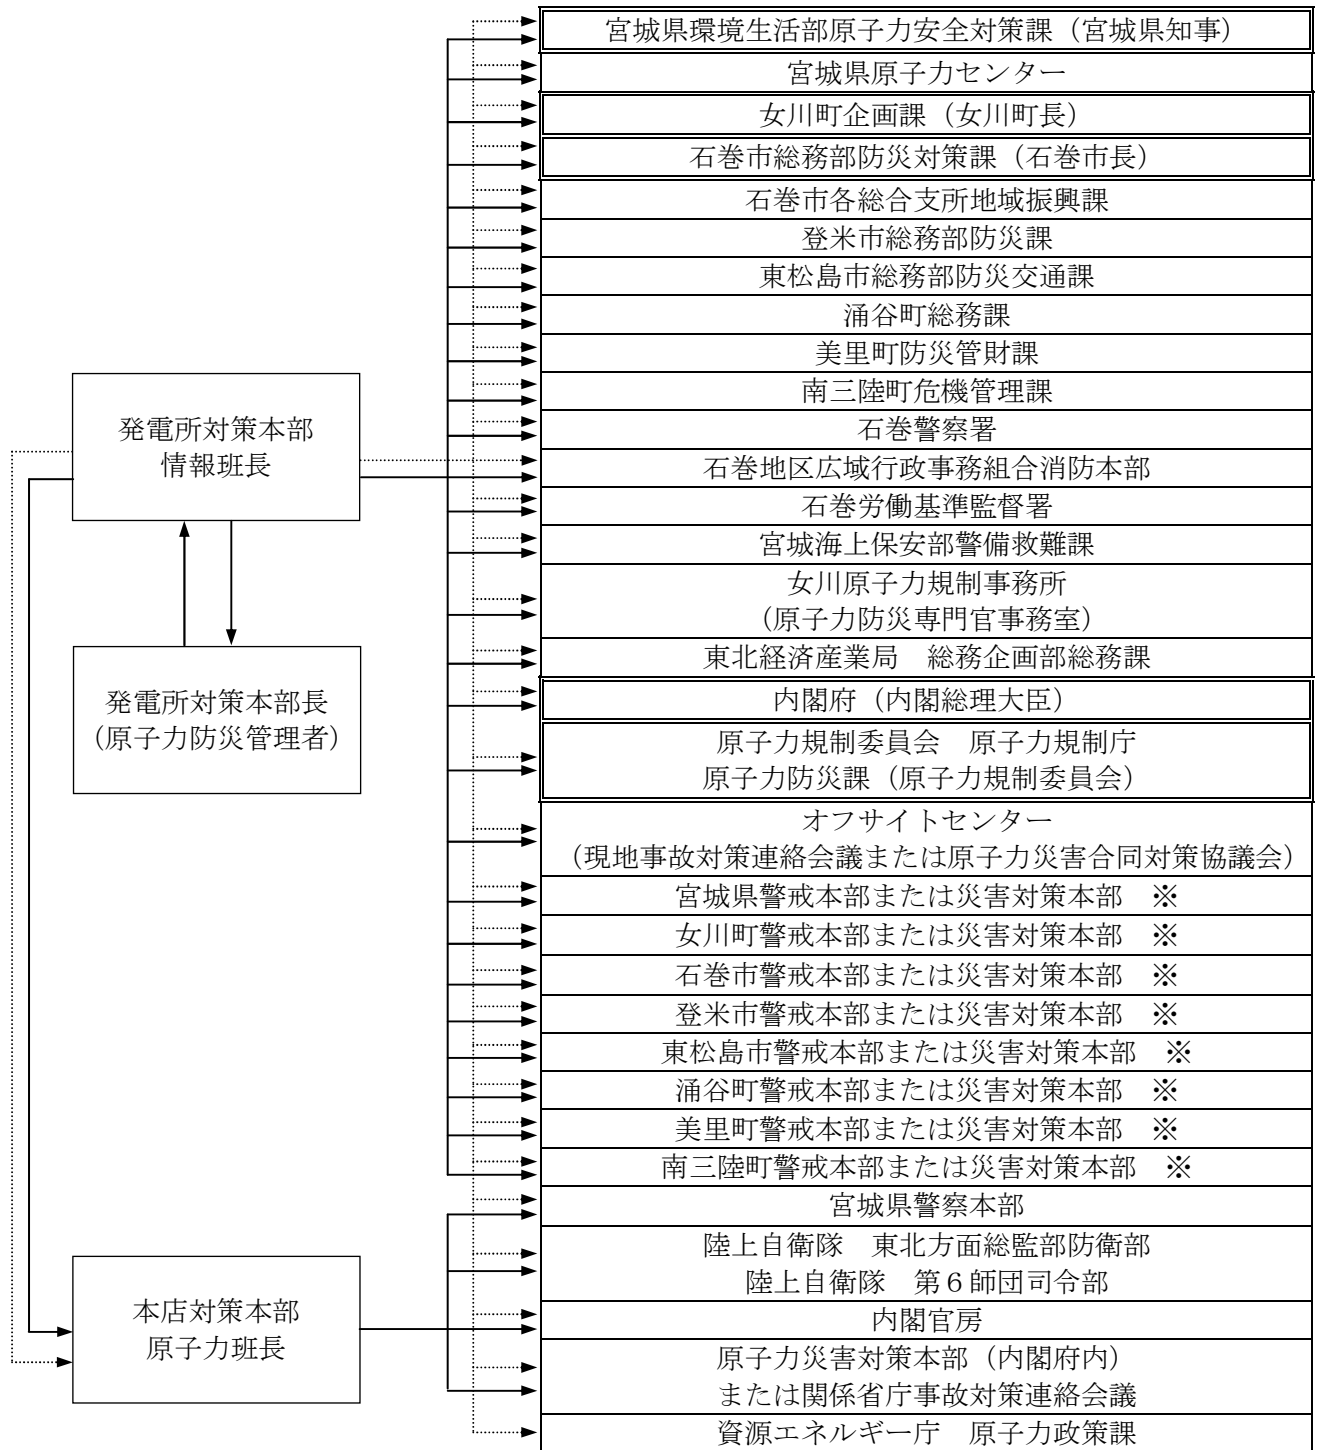 宮城県環境生活部原子力安全対策課（宮城県知事）
宮城県原子力センター
女川町企画課（女川町長）
石巻市総務部防災対策課（石巻市長）
石巻市各総合支所地域振興課
登米市総務部防災課
東松島市総務部防災交通課
涌谷町総務課
美里町防災管財課
南三陸町危機管理課
石巻警察署
石巻地区広域行政事務組合消防本部
石巻労働基準監督署
宮城海上保安部警備救難課
女川原子力規制事務所
（原子力防災専門官事務室）
東北経済産業局　総務企画部総務課
内閣府（内閣総理大臣）
原子力規制委員会　原子力規制庁
原子力防災課（原子力規制委員会）
オフサイトセンター
（現地事故対策連絡会議または原子力災害合同対策協議会）
宮城県警戒本部または災害対策本部　※
女川町警戒本部または災害対策本部　※
石巻市警戒本部または災害対策本部　※
登米市警戒本部または災害対策本部　※
東松島市警戒本部または災害対策本部　※
涌谷町警戒本部または災害対策本部　※
美里町警戒本部または災害対策本部　※
南三陸町警戒本部または災害対策本部　※
宮城県警察本部
陸上自衛隊　東北方面総監部防衛部
陸上自衛隊　第６師団司令部
内閣官房
原子力災害対策本部（内閣府内）
または関係省庁事故対策連絡会議
資源エネルギー庁　原子力政策課
発電所対策本部
情報班長
発電所対策本部長
（原子力防災管理者）
本店対策本部
原子力班長